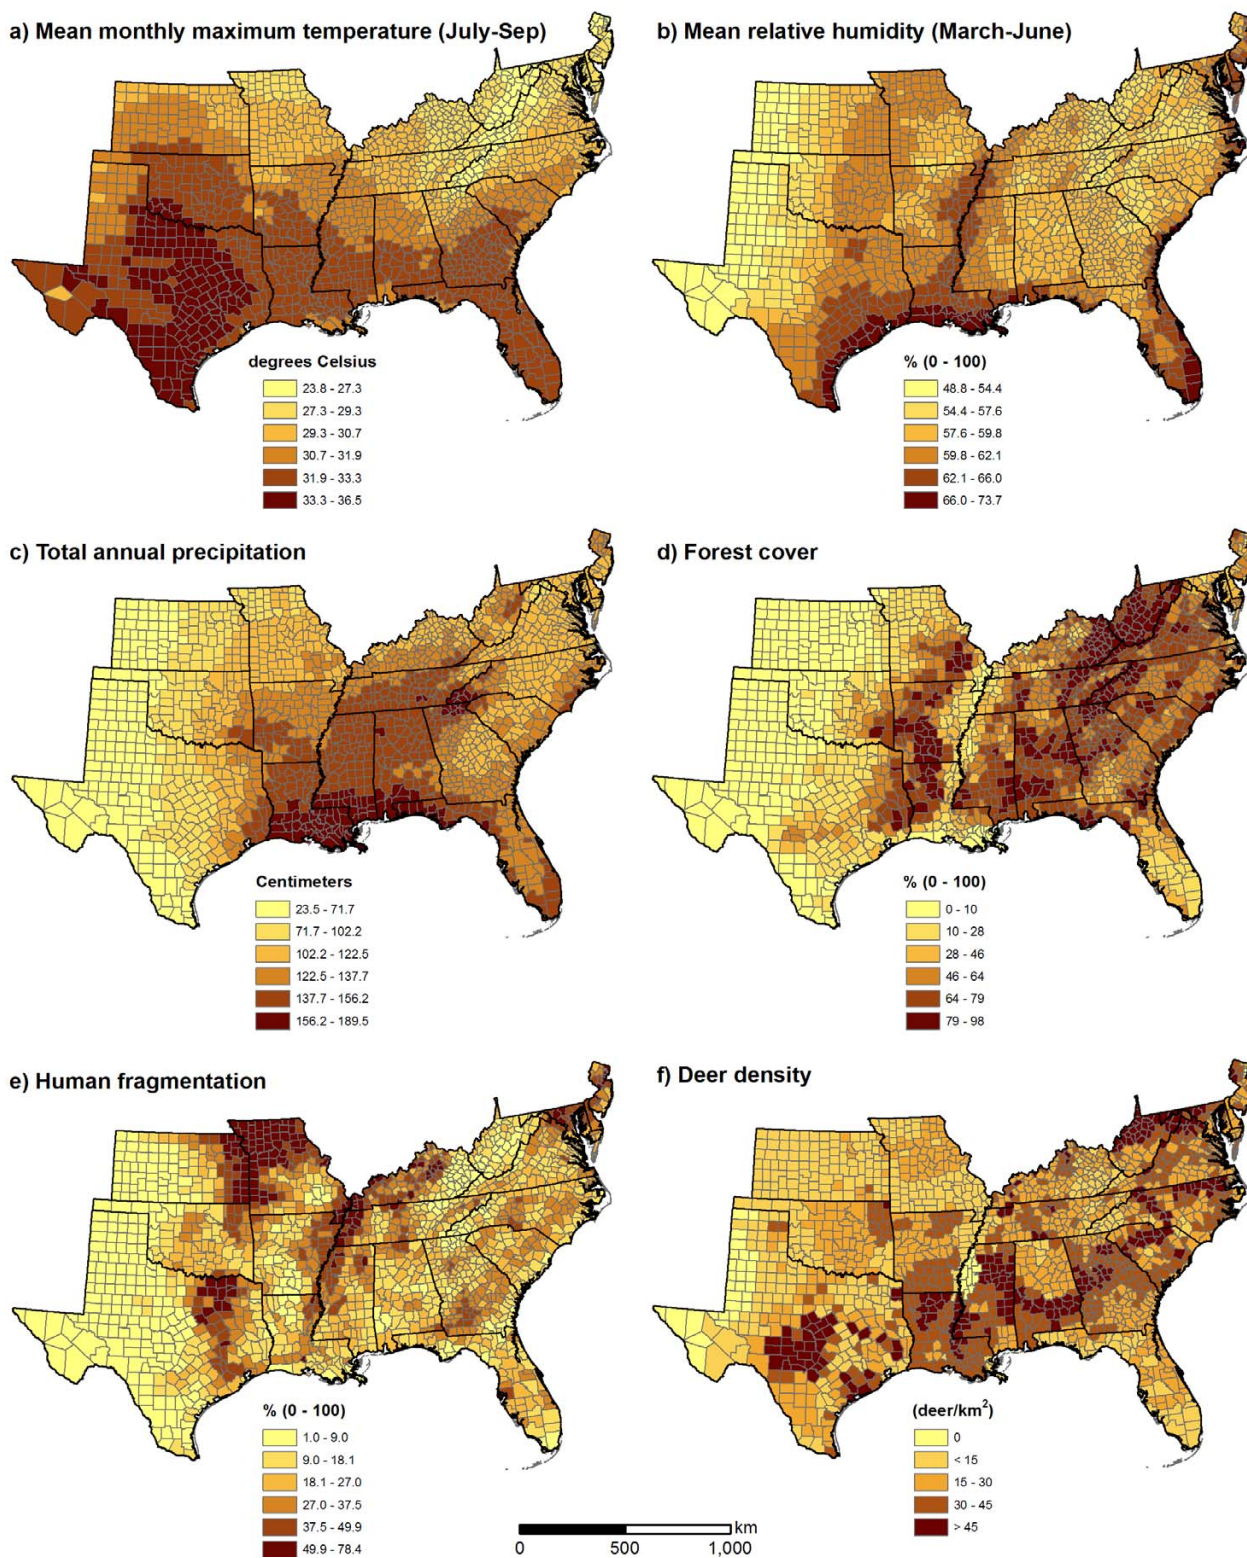 a) Mean monthly maximum temperature (July-Sep)
b) Mean relative humidity (March-June)
degrees Celsius
23.8 - 27.3
27.3 - 29.3
29.3 - 30.7
30.7 - 31.9
31.9 - 33.3
33.3 - 36.5
% (0 - 100)
48.8 - 54.4
54.4 - 57.6
57.6 - 59.8
59.8 - 62.1
62.1 - 66.0
66.0 - 73.7
c) Total annual precipitation
d) Forest cover
Centimeters
23.5 - 71.7
71.7 - 102.2
102.2 - 122.5
122.5 - 137.7
137.7 - 156.2
156.2 - 189.5
% (0 - 100)
0 - 10
10 - 28
28 - 46
46 - 64
64 - 79
79 - 98
e) Human fragmentation
f) Deer density
% (0 - 100)
1.0 - 9.0
9.0 - 18.1
18.1 - 27.0
27.0 - 37.5
37.5 - 49.9
49.9 - 78.4
(deer/km²)
0
< 15
15 - 30
30 - 45
> 45
km
0 500 1,000